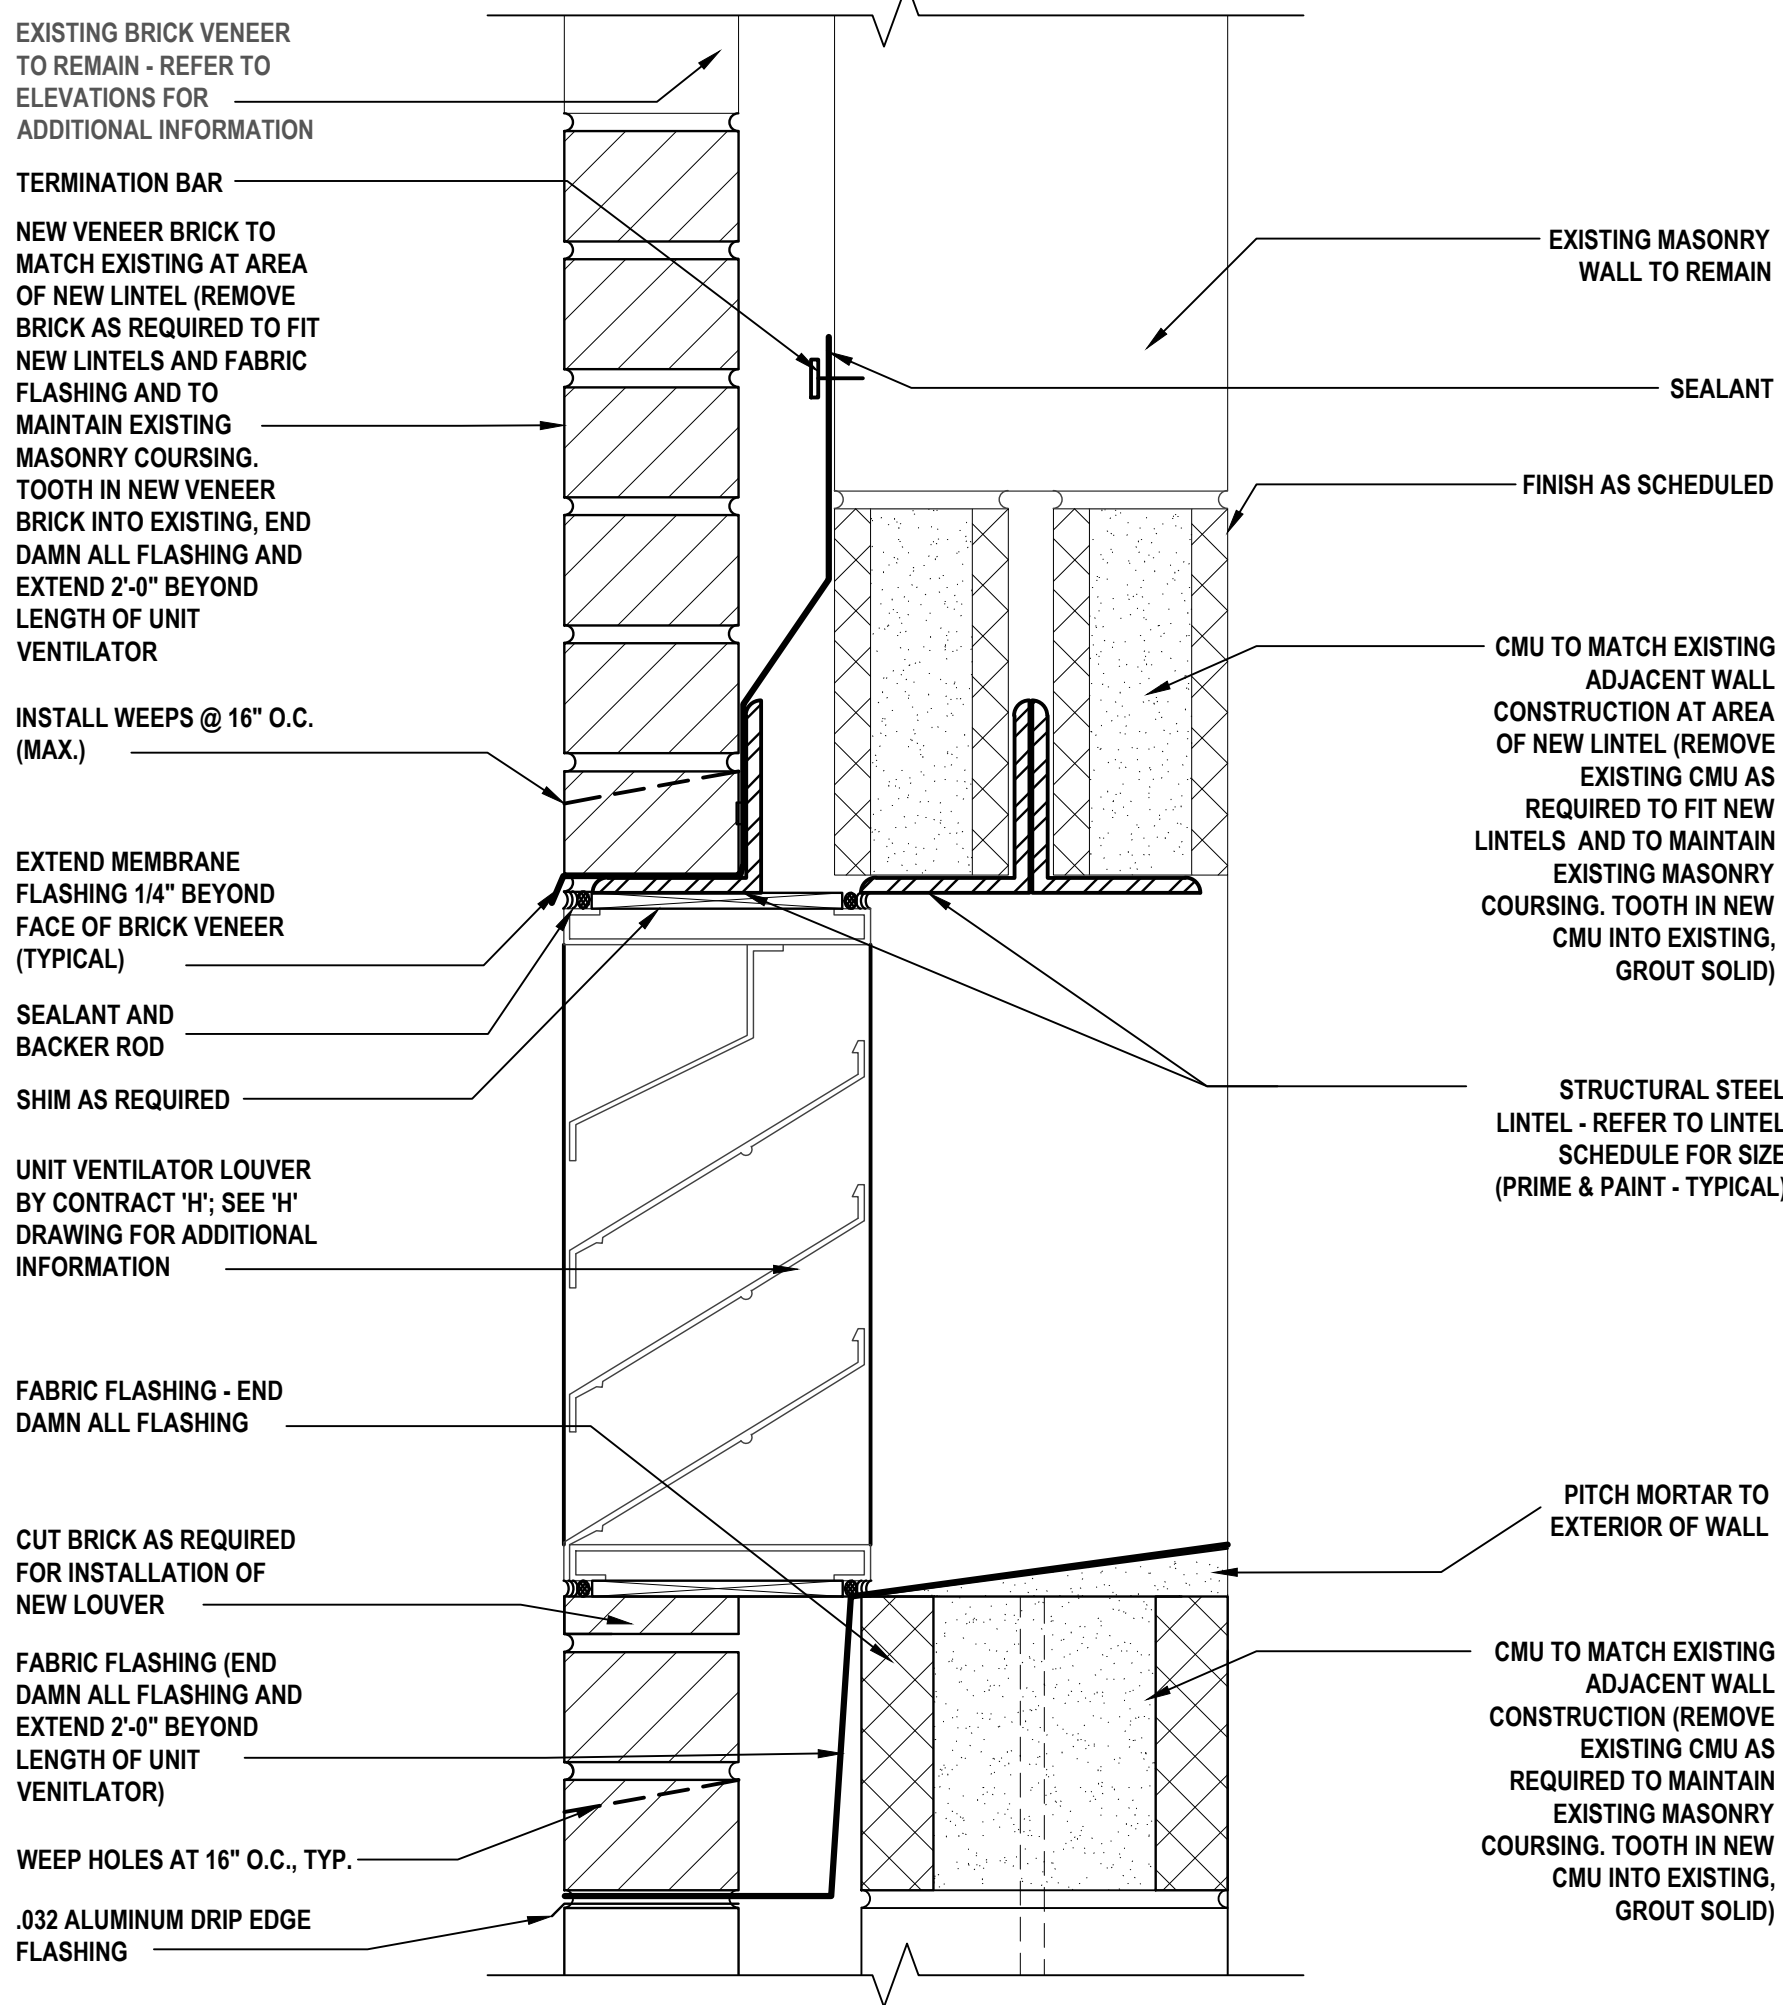 EXISTING BRICK VENEER
TO REMAIN - REFER TO
ELEVATIONS FOR
ADDITIONAL INFORMATION
TERMINATION BAR
NEW VENEER BRICK TO
MATCH EXISTING AT AREA
OF NEW LINTEL (REMOVE
BRICK AS REQUIRED TO FIT
NEW LINTELS AND FABRIC
FLASHING AND TO
MAINTAIN EXISTING
MASONRY COURSING.
TOOTH IN NEW VENEER
BRICK INTO EXISTING, END
DAMN ALL FLASHING AND
EXTEND 2'-0" BEYOND
LENGTH OF UNIT
VENTILATOR
INSTALL WEEPS @ 16" O.C.
(MAX.)
EXTEND MEMBRANE
FLASHING 1/4" BEYOND
FACE OF BRICK VENEER
(TYPICAL)
SEALANT AND
BACKER ROD
SHIM AS REQUIRED
UNIT VENTILATOR LOUVER
BY CONTRACT 'H'; SEE 'H'
DRAWING FOR ADDITIONAL
INFORMATION
FABRIC FLASHING - END
DAMN ALL FLASHING
CUT BRICK AS REQUIRED
FOR INSTALLATION OF
NEW LOUVER
FABRIC FLASHING (END
DAMN ALL FLASHING AND
EXTEND 2'-0" BEYOND
LENGTH OF UNIT
VENITLATOR)
WEEP HOLES AT 16" O.C., TYP.
.032 ALUMINUM DRIP EDGE
FLASHING
EXISTING MASONRY
WALL TO REMAIN
SEALANT
FINISH AS SCHEDULED
CMU TO MATCH EXISTING
ADJACENT WALL
CONSTRUCTION AT AREA
OF NEW LINTEL (REMOVE
EXISTING CMU AS
REQUIRED TO FIT NEW
LINTELS AND TO MAINTAIN
EXISTING MASONRY
COURSING. TOOTH IN NEW
CMU INTO EXISTING,
GROUT SOLID)
STRUCTURAL STEEL
LINTEL - REFER TO LINTEL
SCHEDULE FOR SIZE
(PRIME & PAINT - TYPICAL)
PITCH MORTAR TO
EXTERIOR OF WALL
CMU TO MATCH EXISTING
ADJACENT WALL
CONSTRUCTION (REMOVE
EXISTING CMU AS
REQUIRED TO MAINTAIN
EXISTING MASONRY
COURSING. TOOTH IN NEW
CMU INTO EXISTING,
GROUT SOLID)